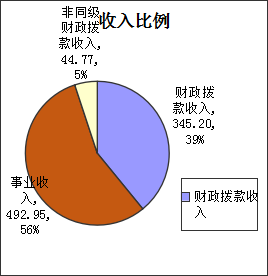 收入比例
非同级
财政拨
款收入,
44.77,
5%
财政拨
款收入,
345.20,
39%
事业收
入,
492.95,
56%
财政拨款收
入